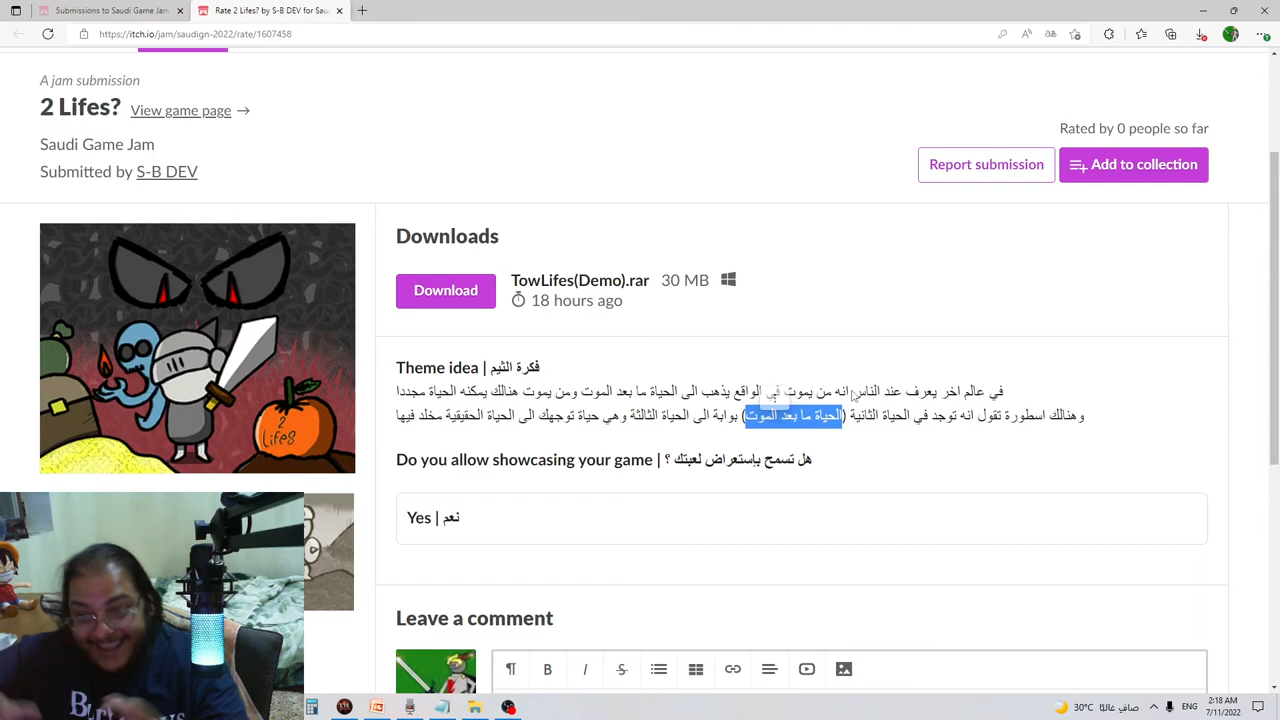 Submissions to Saudi Game Jam
Rate 2 Lifes? by S-B DEV for Sau
https://itch.io/jam/saudign-2022/rate/1607458
A jam submission
2 Lifes? View game page →
Saudi Game Jam
Submitted by S-B DEV
Rated by 0 people so far
Report submission
Add to collection
Downloads
Download
TowLifes(Demo).rar 30 MB
18 hours ago
2
Lifes
Theme idea | فكرة الثيم
في عالم اخر يعرف عند الناس انه من يموت في الواقع يذهب الى الحياة ما بعد الموت ومن يموت هنالك يمكنه الحياة مجددا
وهنالك اسطورة تقول انه توجد في الحياة الثانية (الحياة ما بعد الموت) بوابة الى الحياة الثالثة وهي حياة توجهك الى الحياة الحقيقية مخلد فيها
Do you allow showcasing your game | هل تسمح بإستعراض لعبتك ؟
Yes | نعم
Leave a comment
30°C صافٍ غالبًا ENG 2:18 AM
7/11/2022